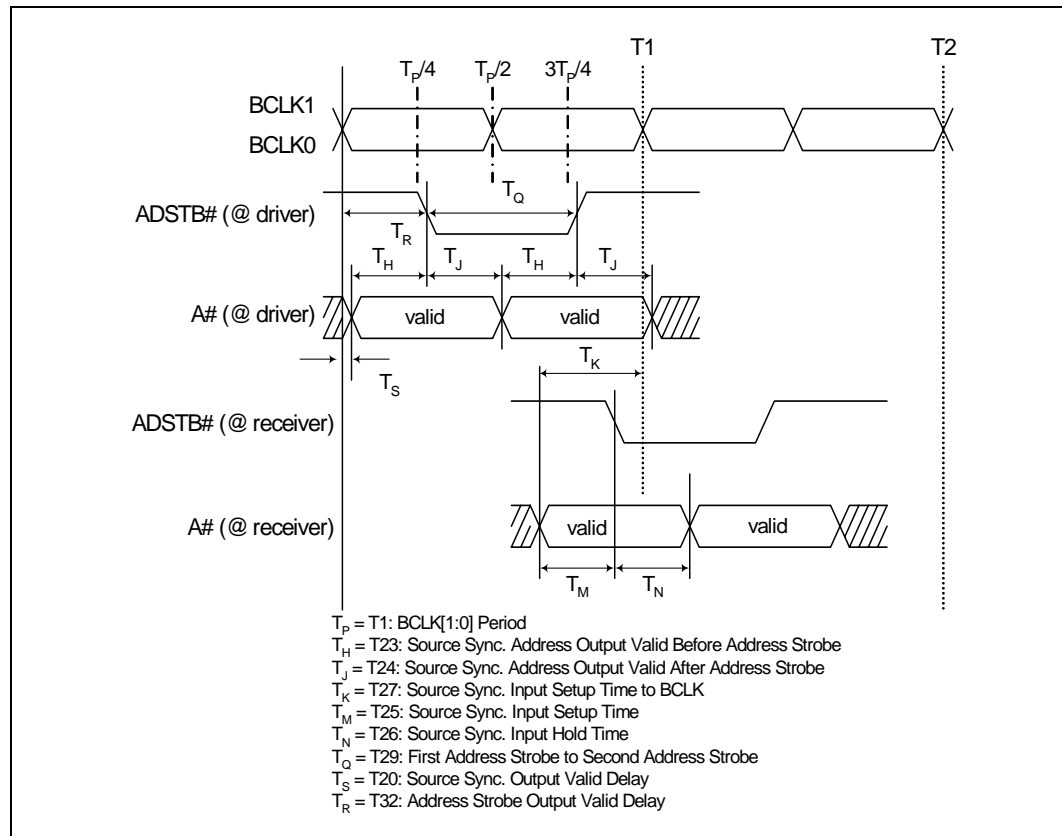 T1 T2
TP/4 TP/2 3TP/4
BCLK1
BCLK0
TQ
ADSTB# (@ driver)
TR
TH TJ TH TJ
A# (@ driver) valid valid
TK
TS
ADSTB# (@ receiver)
A# (@ receiver) valid valid
TM TN
TP = T1: BCLK[1:0] Period
TH = T23: Source Sync. Address Output Valid Before Address Strobe
TJ = T24: Source Sync. Address Output Valid After Address Strobe
TK = T27: Source Sync. Input Setup Time to BCLK
TM = T25: Source Sync. Input Setup Time
TN = T26: Source Sync. Input Hold Time
TQ = T29: First Address Strobe to Second Address Strobe
TS = T20: Source Sync. Output Valid Delay
TR = T32: Address Strobe Output Valid Delay